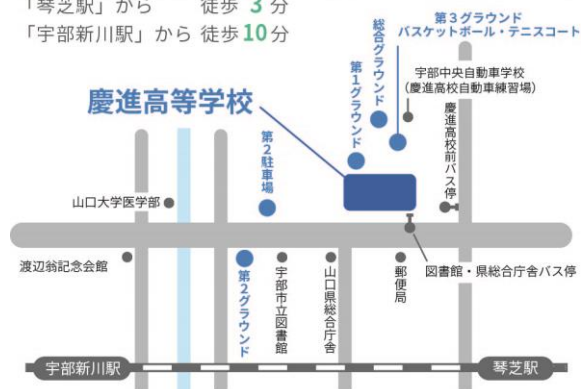 「琴芝駅」から 徒歩 3 分
「宇部新川駅」から 徒歩 10 分
第3グラウンド
バスケットボール・テニスコート
総合グラウンド
宇部中央自動車学校
(慶進高校自動車練習場)
第1グラウンド
慶進高等学校
慶進高校前バス停
第2駐車場
山口大学医学部
渡辺翁記念会館
第2グラウンド
宇部市立図書館
山口県総合庁舎
郵便局
図書館・県総合庁舎バス停
宇部新川駅
琴芝駅